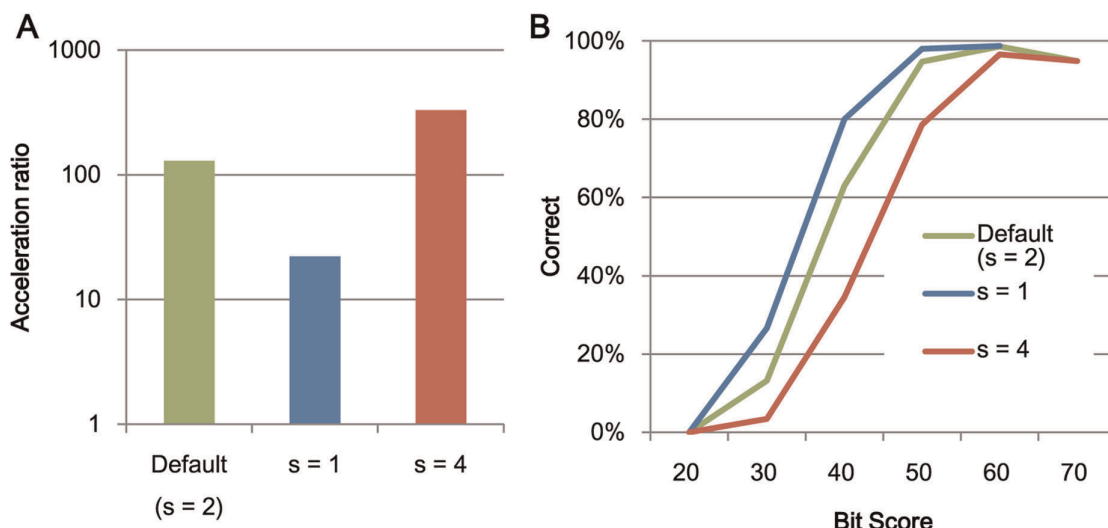 A
1000
100
10
1
Acceleration ratio
Default
(s = 2)
s = 1
s = 4
B
100%
80%
60%
40%
20%
0%
Correct
20 30 40 50 60 70
Bit Score
Default
(s = 2)
s = 1
s = 4